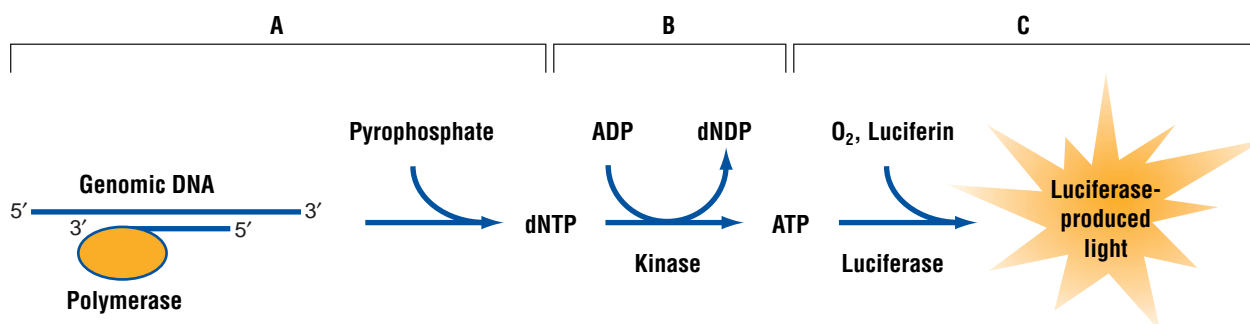 A
B
C
Pyrophosphate
ADP
dNDP
O₂, Luciferin
Genomic DNA
5′
3′
3′
5′
Polymerase
dNTP
Kinase
ATP
Luciferase
Luciferase-
produced
light